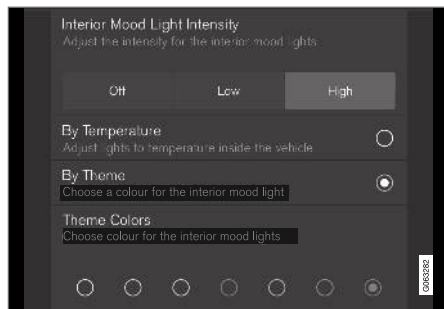 Interior Mood Light Intensity
Adjust the intensity for the interior mood lights
Off Low High
By Temperature
Adjust lights to temperature inside the vehicle
By Theme
Choose a colour for the interior mood light
Theme Colors
Choose colour for the interior mood lights
G063282